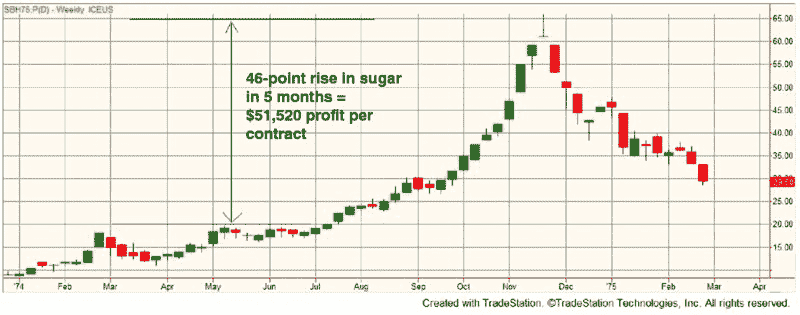 SBH75.P(D) - Weekly ICEUS
65.00
60.00
55.00
50.00
45.00
40.00
35.00
30.00
25.00
20.00
15.00
46-point rise in sugar
in 5 months =
$51,520 profit per
contract
'74 Feb Mar Apr May Jun Jul Aug Sep Oct Nov Dec '75 Feb Mar Apr
Created with TradeStation. ©TradeStation Technologies, Inc. All rights reserved.